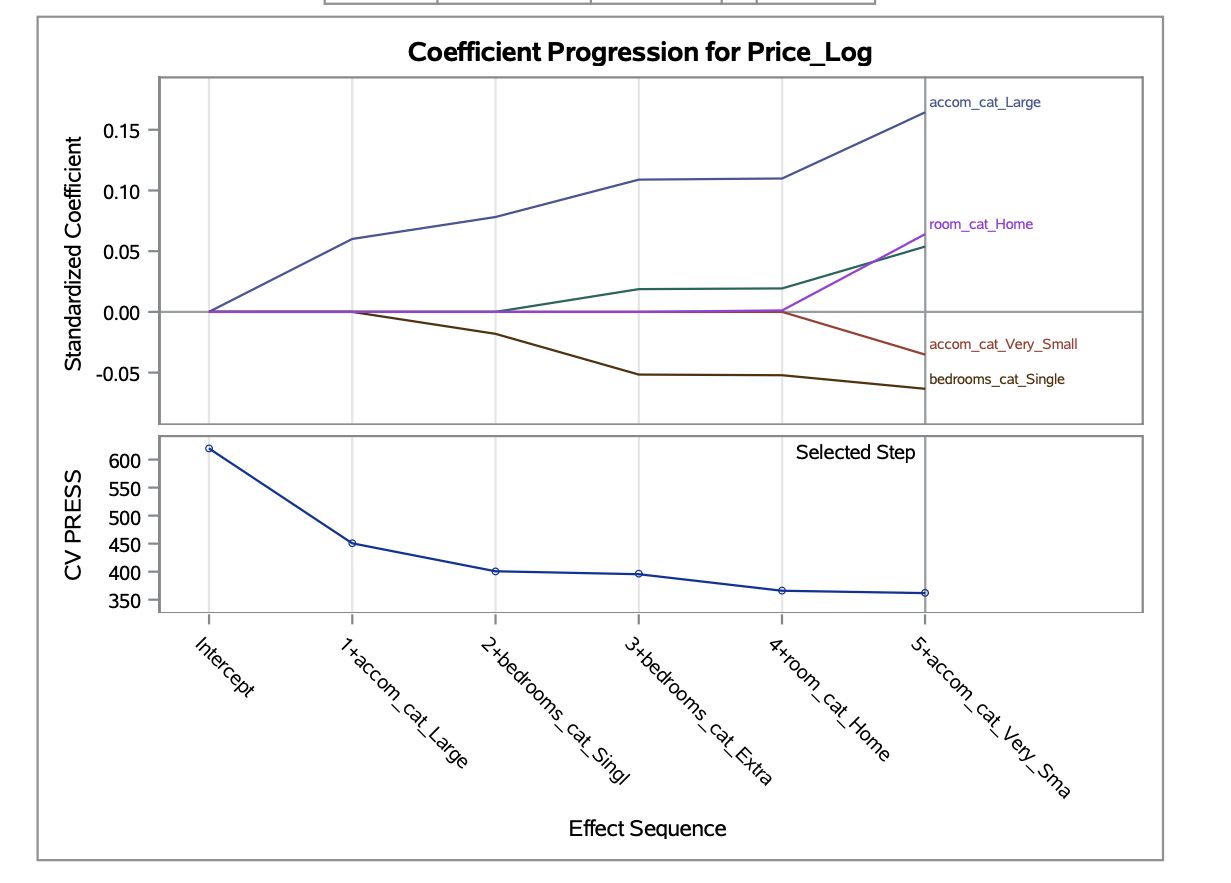 Coefficient Progression for Price_Log
Standardized Coefficient
0.15
0.10
0.05
0.00
-0.05
accom_cat_Large
room_cat_Home
accom_cat_Very_Small
bedrooms_cat_Single
CV PRESS
600
550
500
450
400
350
Selected Step
Intercept
1+accom_cat_Large
2+bedrooms_cat_Singl
3+bedrooms_cat_Extra
4+room_cat_Home
5+accom_cat_Very_Sma
Effect Sequence